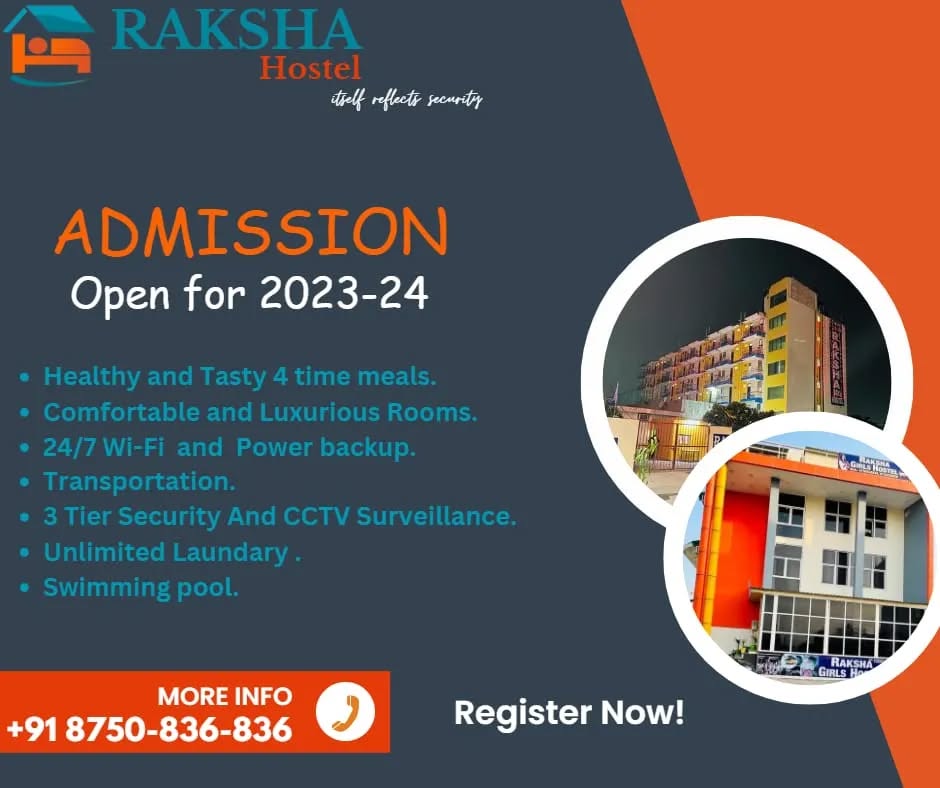 RAKSHA
Hostel
itself reflects security
ADMISSION
Open for 2023-24
• Healthy and Tasty 4 time meals.
• Comfortable and Luxurious Rooms.
• 24/7 Wi-Fi and Power backup.
• Transportation.
• 3 Tier Security And CCTV Surveillance.
• Unlimited Laundary .
• Swimming pool.
RAKSHA
RAKSHA
GIRLS HOSTEL
RAKSHA
GIRLS HO
MORE INFO
+91 8750-836-836
Register Now!